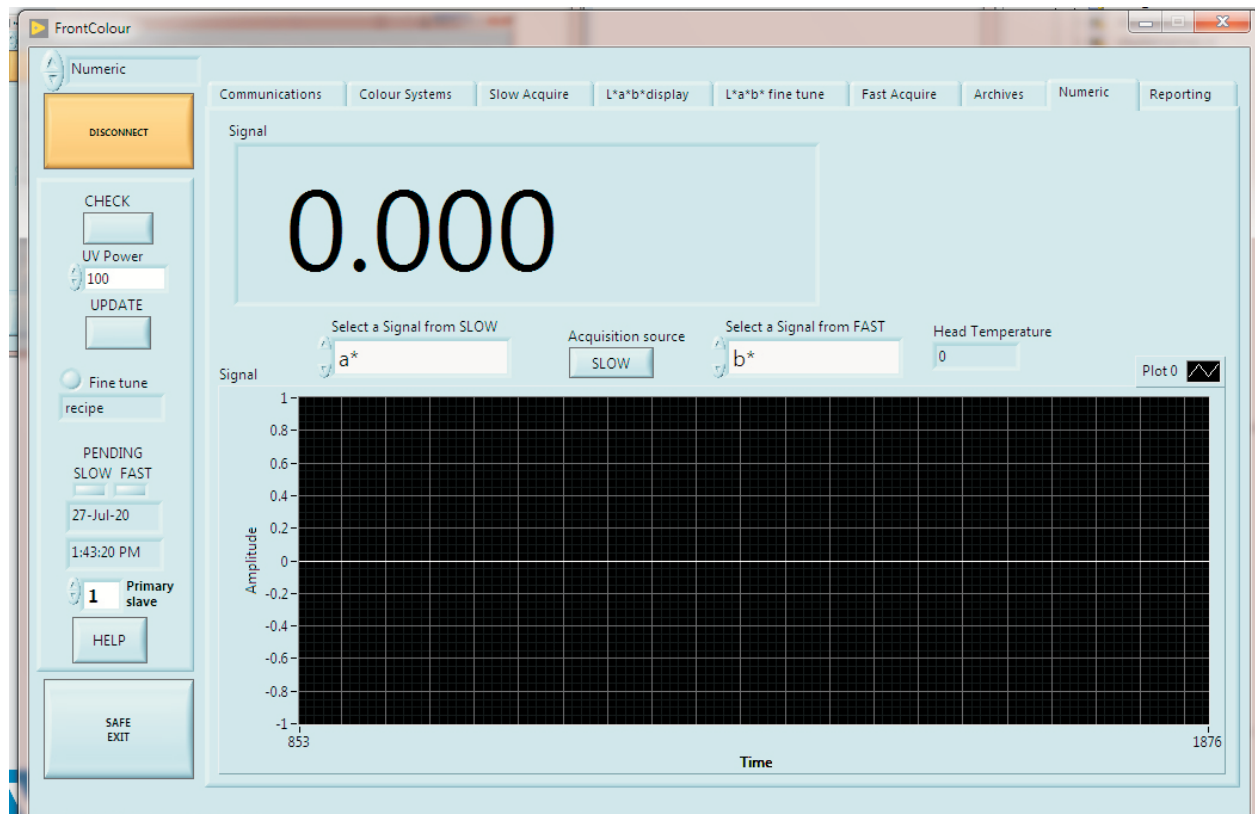 FrontColour
Numeric
Communications Colour Systems Slow Acquire L*a*b*display L*a*b* fine tune Fast Acquire Archives Numeric Reporting
DISCONNECT
Signal
0.000
CHECK
UV Power
100
UPDATE
Select a Signal from SLOW Acquisition source Select a Signal from FAST Head Temperature
a* SLOW b* 0
Signal
Plot 0
Fine tune
recipe
PENDING
SLOW FAST
27-Jul-20
1:43:20 PM
1 Primary
slave
HELP
SAFE
EXIT
Amplitude
1
0.8
0.6
0.4
0.2
0
-0.2
-0.4
-0.6
-0.8
-1
853 1876
Time